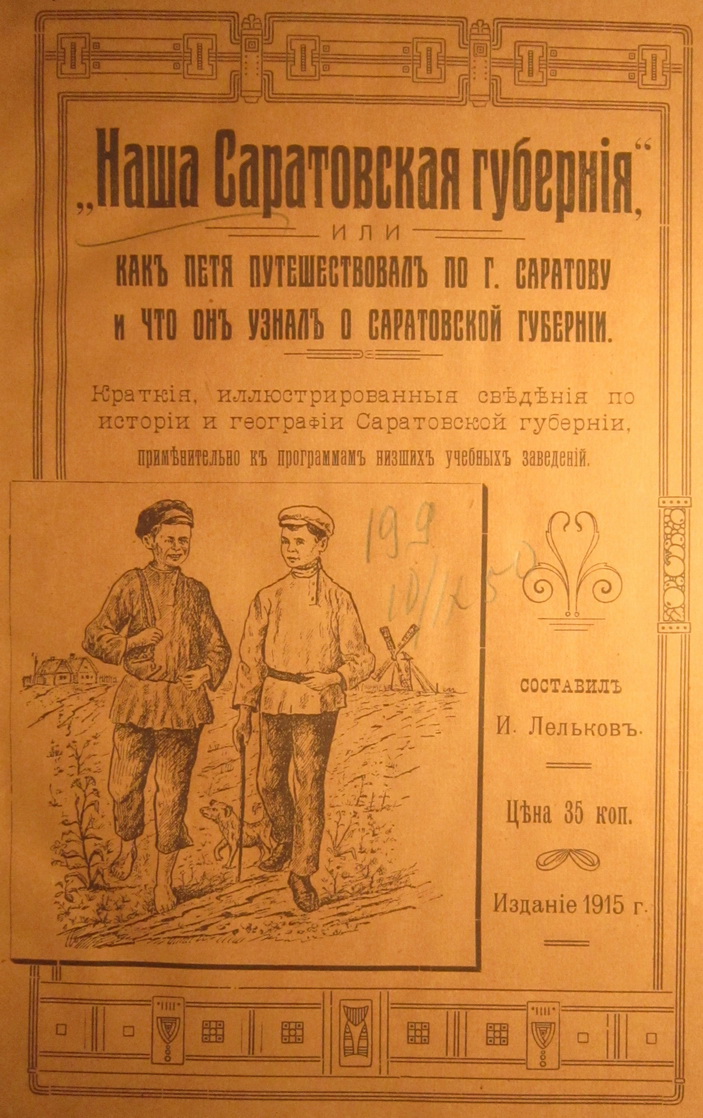 „Наша Саратовская губернія,“
ИЛИ
КАКЪ ПЕТЯ ПУТЕШЕСТВОВАЛЪ ПО Г. САРАТОВУ
и ЧТО ОНЪ УЗНАЛЪ О САРАТОВСКОЙ ГУБЕРНІИ.
Краткія, иллюстрированныя свѣдѣнія по
исторіи и географіи Саратовской губерніи,
примѣнительно къ программамъ низшихъ учебныхъ заведеній.
199
СОСТАВИЛЪ
И. Лельковъ.
Цѣна 35 коп.
Изданіе 1915 г.